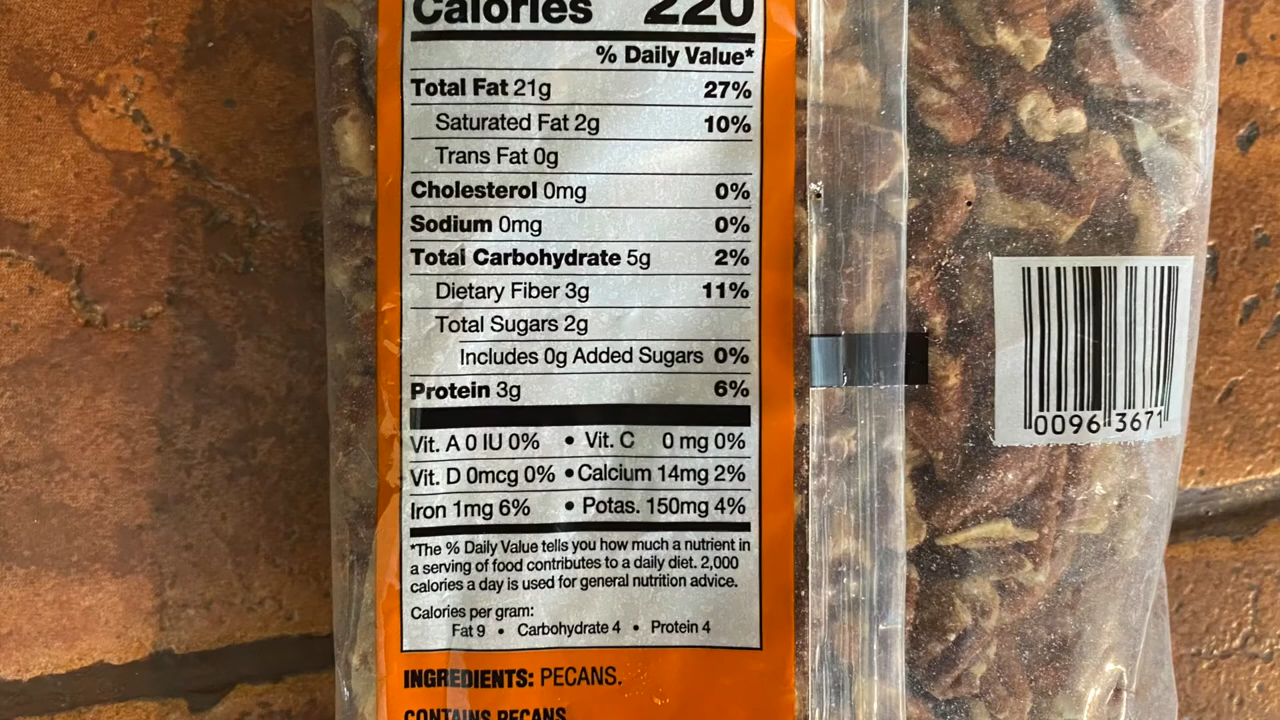 Calories 220
% Daily Value*
Total Fat 21g 27%
Saturated Fat 2g 10%
Trans Fat 0g
Cholesterol 0mg 0%
Sodium 0mg 0%
Total Carbohydrate 5g 2%
Dietary Fiber 3g 11%
Total Sugars 2g
Includes 0g Added Sugars 0%
Protein 3g 6%
Vit. A 0 IU 0% • Vit. C 0 mg 0%
Vit. D 0mcg 0% • Calcium 14mg 2%
Iron 1mg 6% • Potas. 150mg 4%
*The % Daily Value tells you how much a nutrient in
a serving of food contributes to a daily diet. 2,000
calories a day is used for general nutrition advice.
Calories per gram:
Fat 9 • Carbohydrate 4 • Protein 4
INGREDIENTS: PECANS.
CONTAINS PECANS
0096 3671